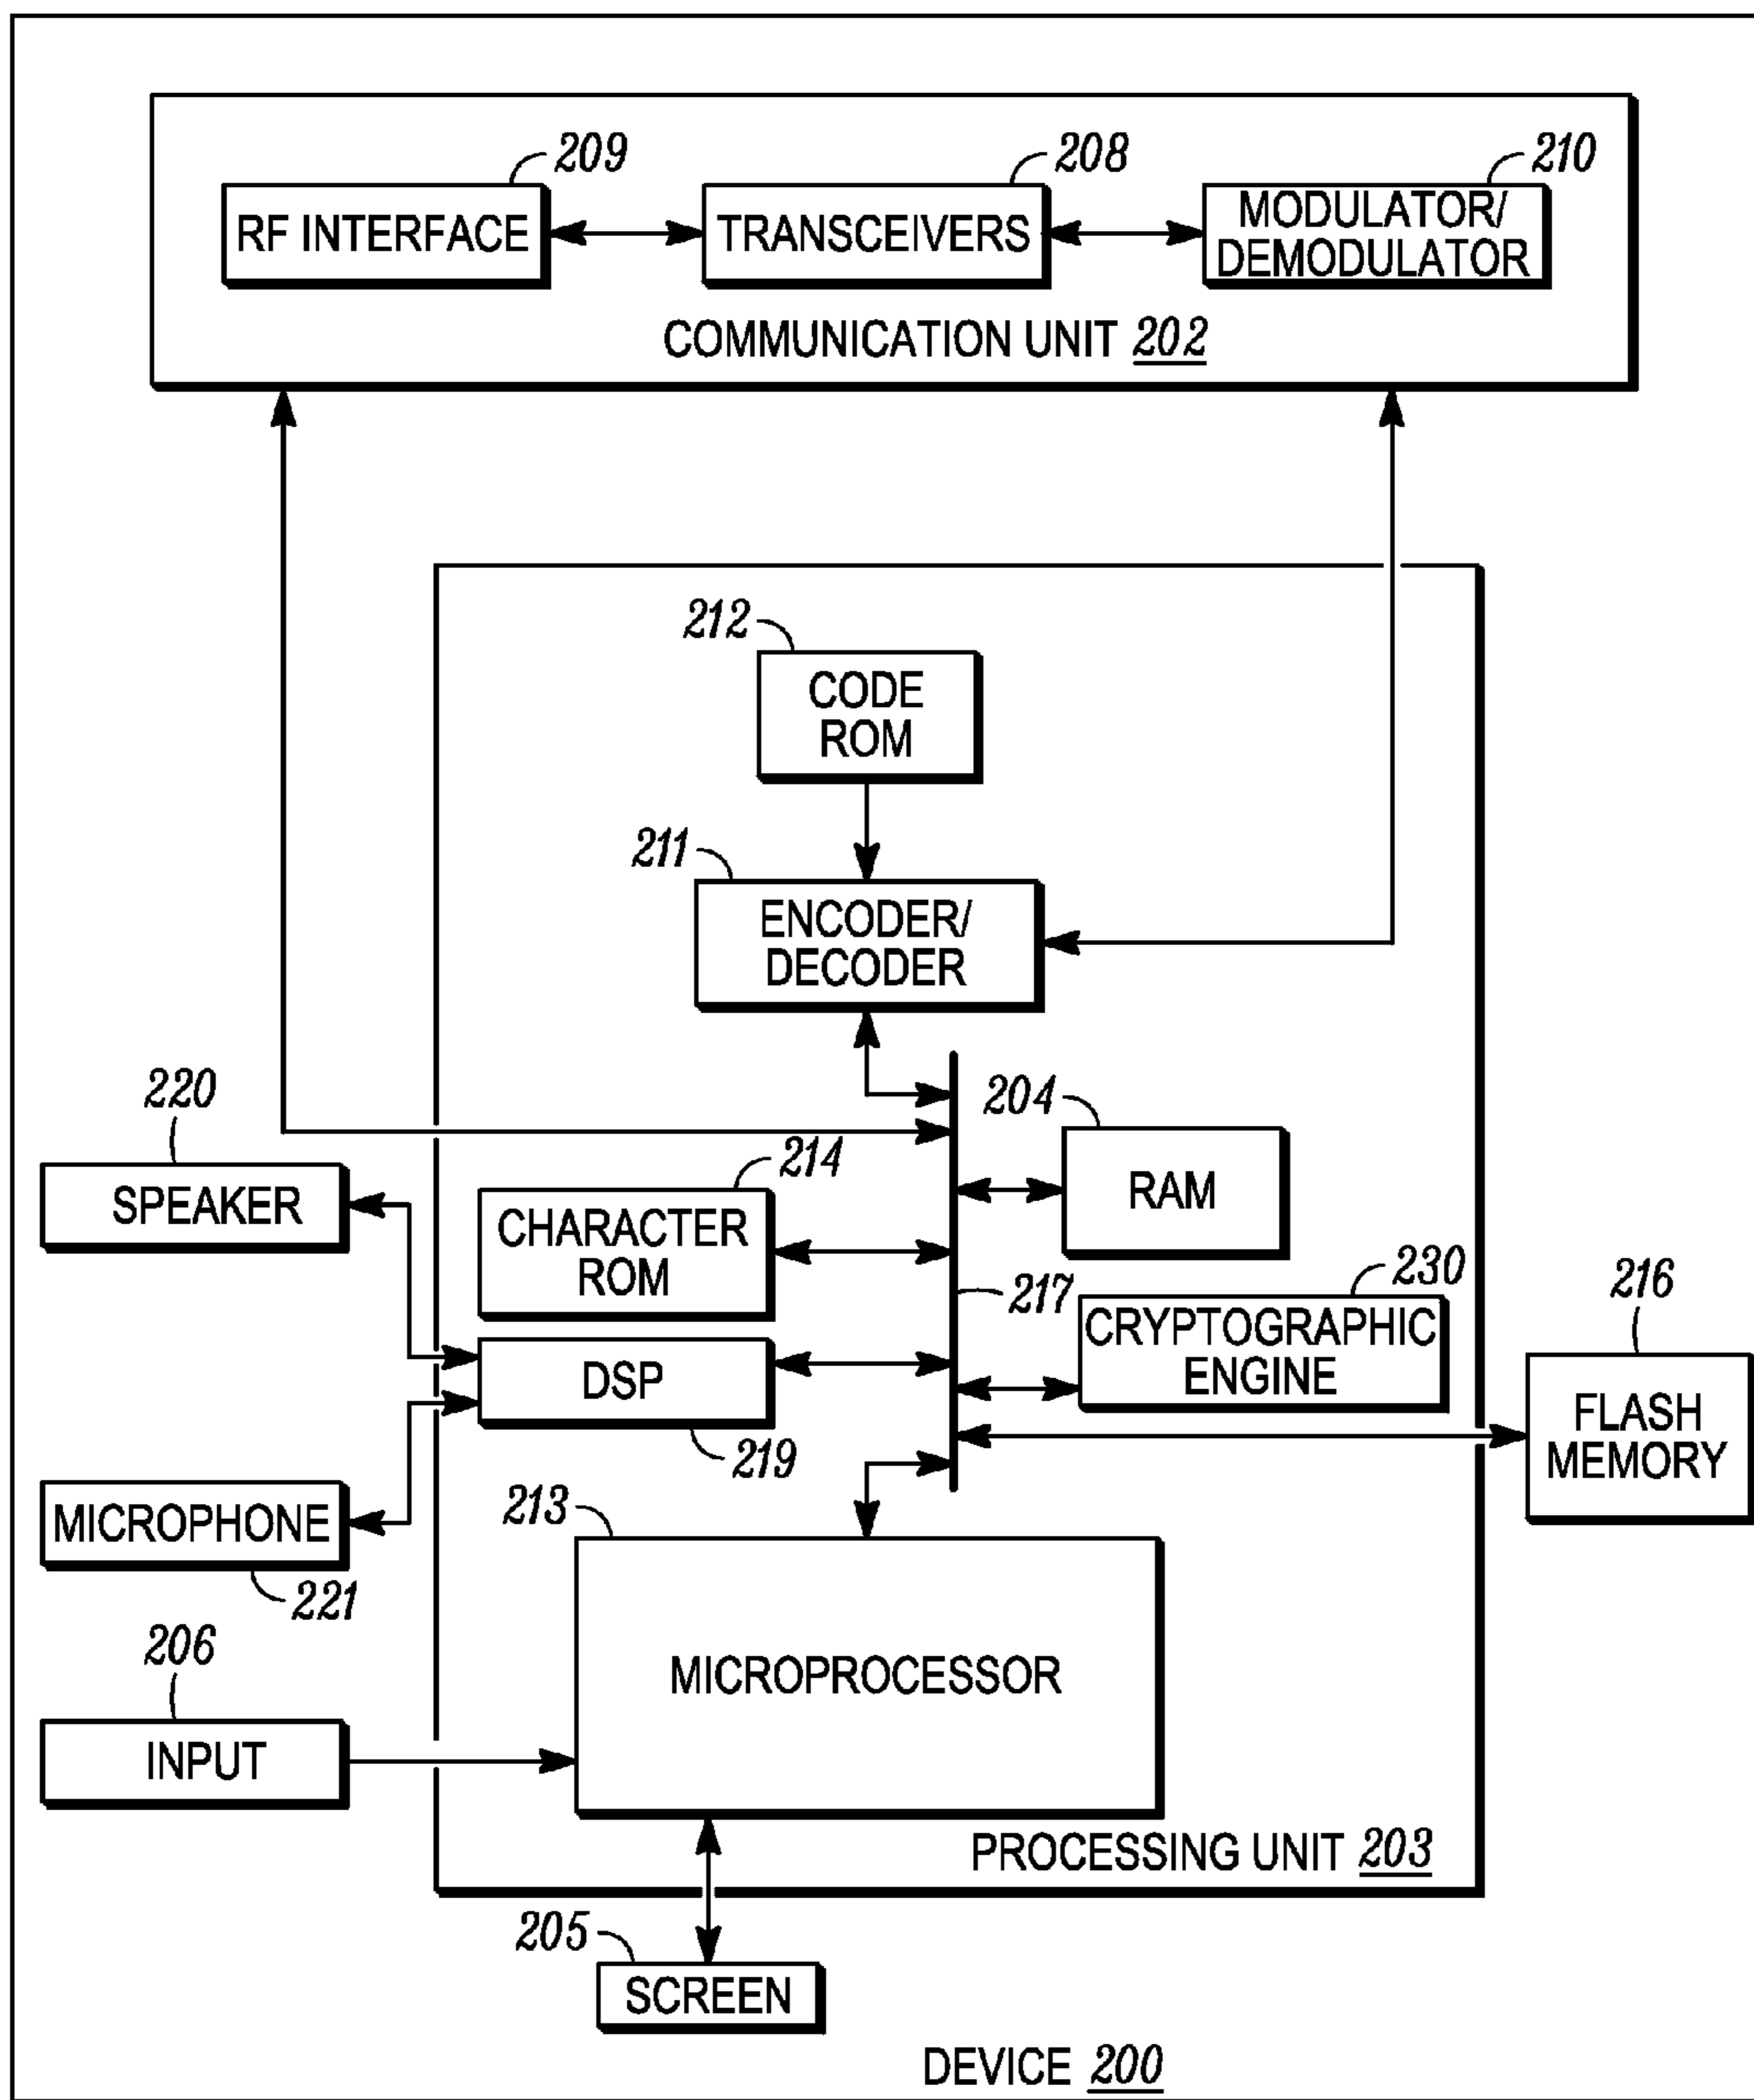 209
208
210
RF INTERFACE
TRANSCEIVERS
MODULATOR/
DEMODULATOR
COMMUNICATION UNIT 202
212
CODE
ROM
211
ENCODER/
DECODER
220
204
SPEAKER
214
RAM
CHARACTER
ROM
217
230
CRYPTOGRAPHIC
ENGINE
216
FLASH
MEMORY
DSP
219
MICROPHONE
221
213
MICROPROCESSOR
206
INPUT
PROCESSING UNIT 203
205
SCREEN
DEVICE 200